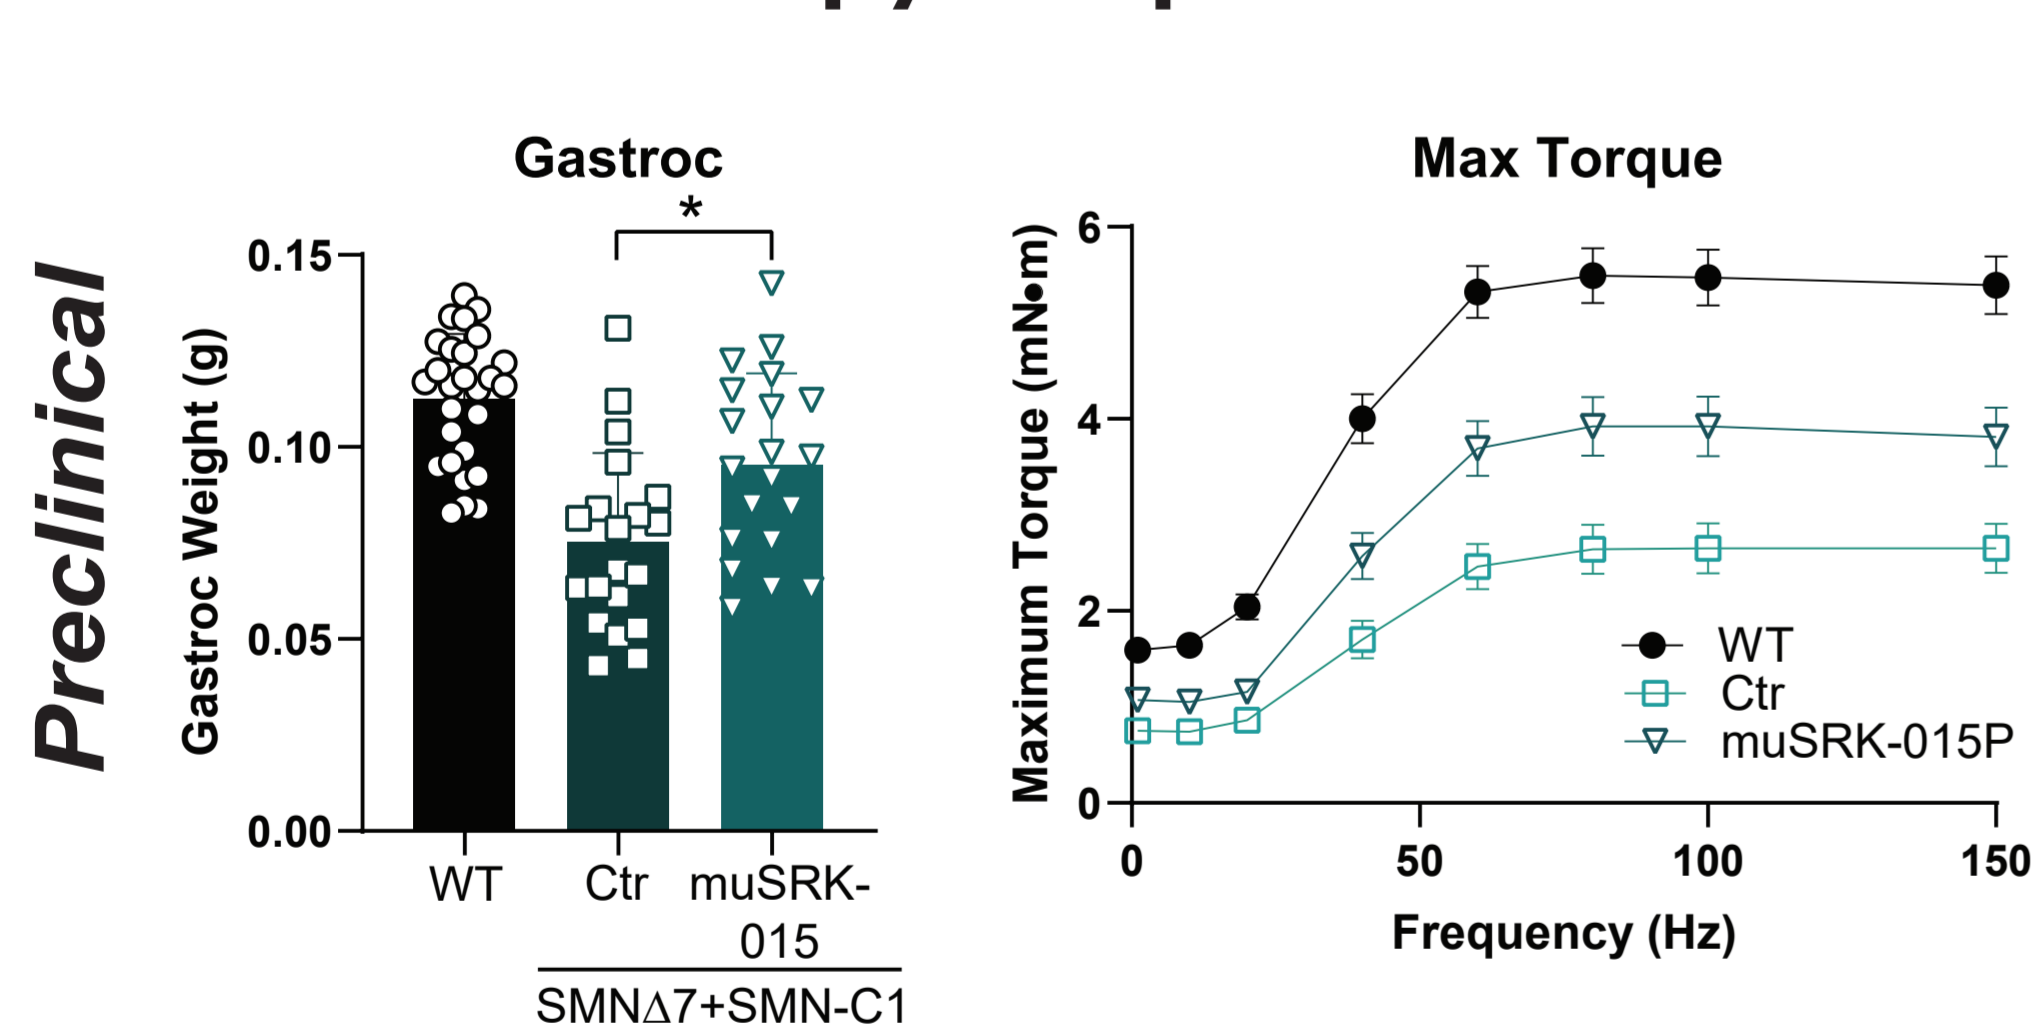 Preclinical
Gastroc
*
Gastroc Weight (g)
0.15
0.10
0.05
0.00
WT
Ctr
muSRK-
015
SMNΔ7+SMN-C1
Max Torque
Maximum Torque (mN•m)
6
4
2
0
0
50
100
150
Frequency (Hz)
WT
Ctr
muSRK-015P